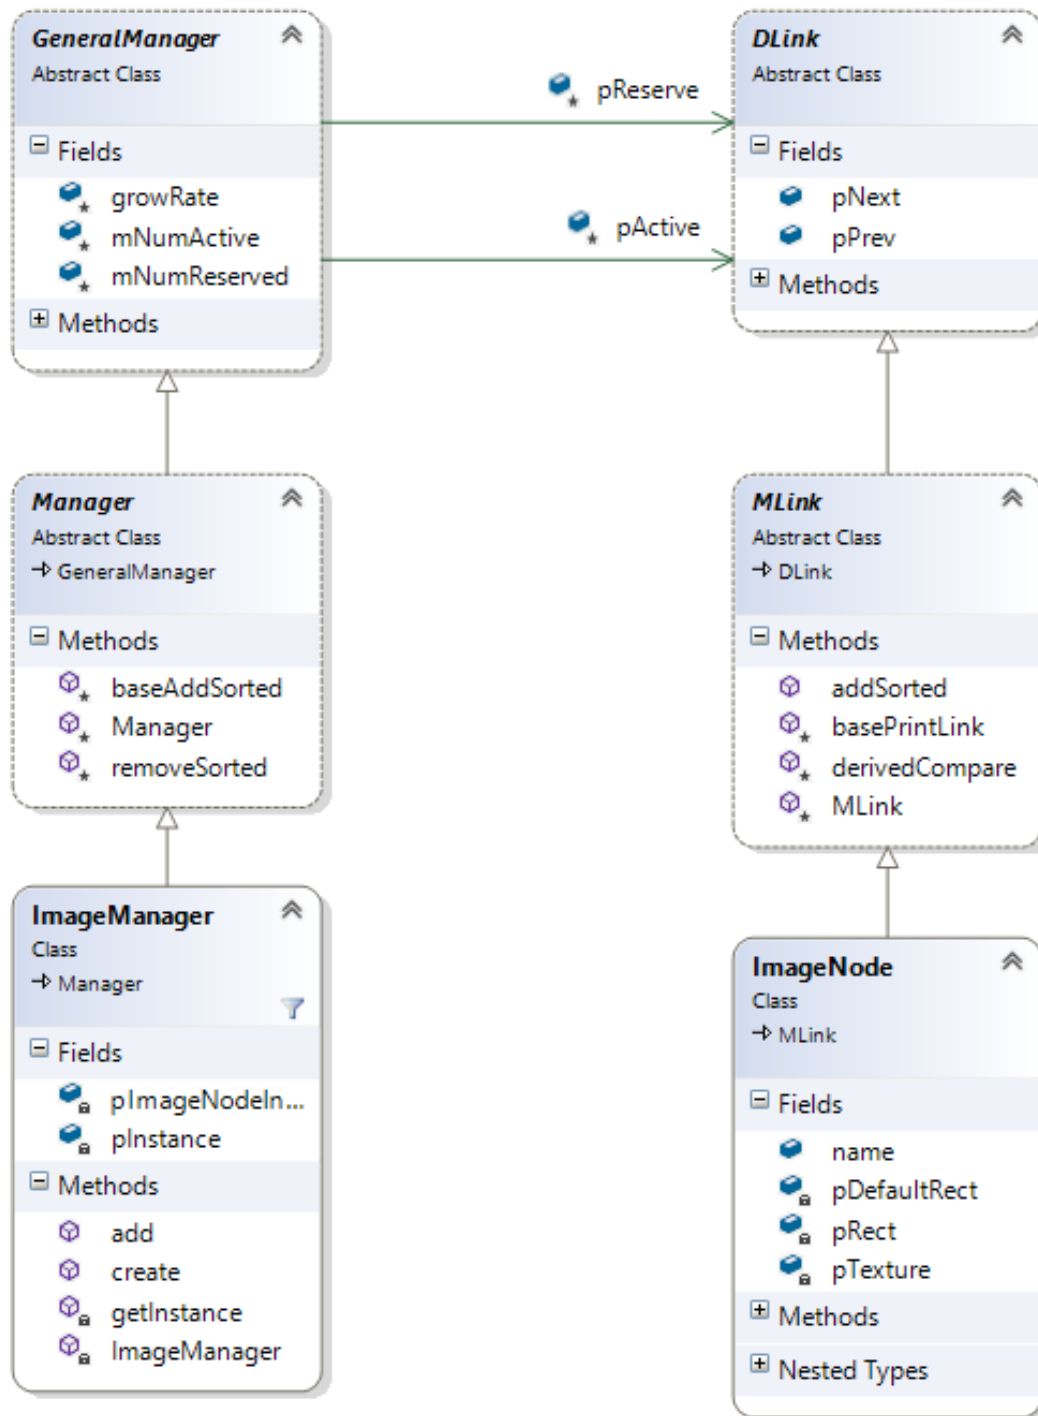 GeneralManager
Abstract Class
Fields
growRate
mNumActive
mNumReserved
Methods
pReserve
pActive
DLink
Abstract Class
Fields
pNext
pPrev
Methods
Manager
Abstract Class
GeneralManager
Methods
baseAddSorted
Manager
removeSorted
MLink
Abstract Class
DLink
Methods
addSorted
basePrintLink
derivedCompare
MLink
ImageManager
Class
Manager
Fields
pImageNodeIn...
pInstance
Methods
add
create
getInstance
ImageManager
ImageNode
Class
MLink
Fields
name
pDefaultRect
pRect
pTexture
Methods
Nested Types